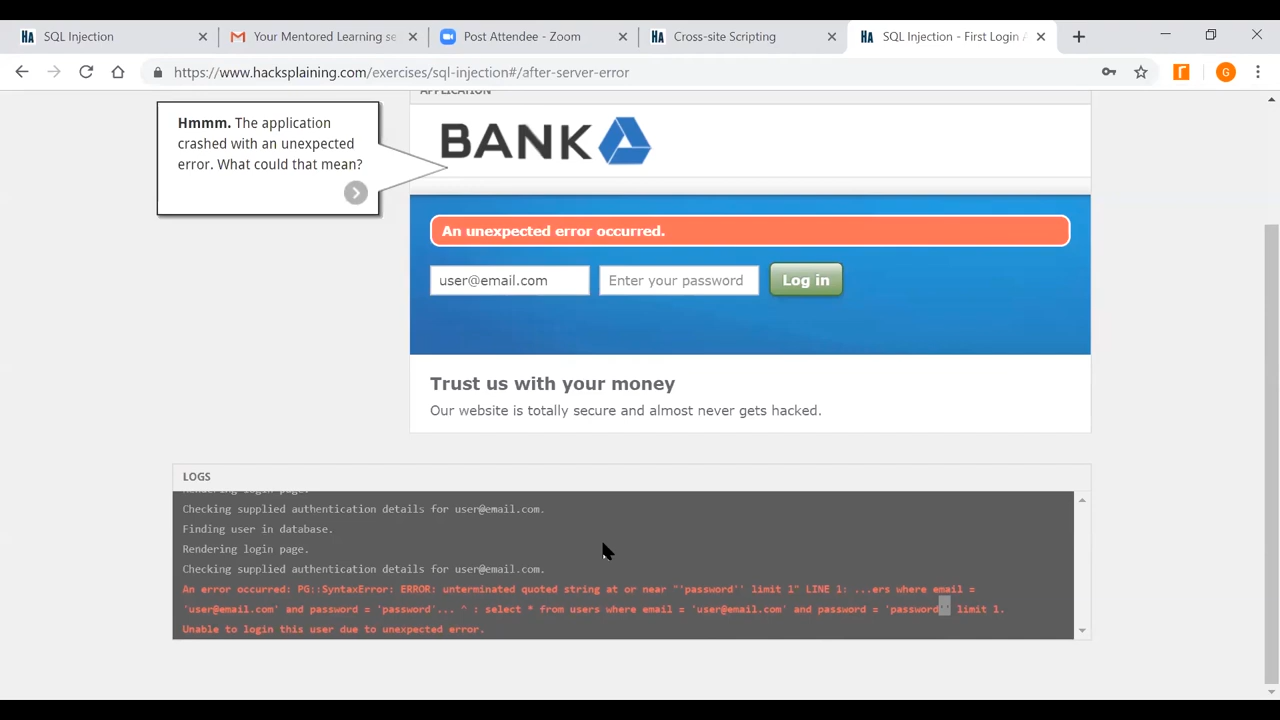 SQL Injection
Your Mentored Learning se
Post Attendee - Zoom
Cross-site Scripting
SQL Injection - First Login A
https://www.hacksplaining.com/exercises/sql-injection#/after-server-error
G
APPLICATION
Hmmm. The application
crashed with an unexpected
error. What could that mean?
BANK
An unexpected error occurred.
user@email.com
Enter your password
Log in
Trust us with your money
Our website is totally secure and almost never gets hacked.
LOGS
Rendering login page.
Checking supplied authentication details for user@email.com.
Finding user in database.
Rendering login page.
Checking supplied authentication details for user@email.com.
An error occurred: PG::SyntaxError: ERROR: unterminated quoted string at or near "'password'' limit 1" LINE 1: ...ers where email =
'user@email.com' and password = 'password'... ^ : select * from users where email = 'user@email.com' and password = 'password'' limit 1.
Unable to login this user due to unexpected error.